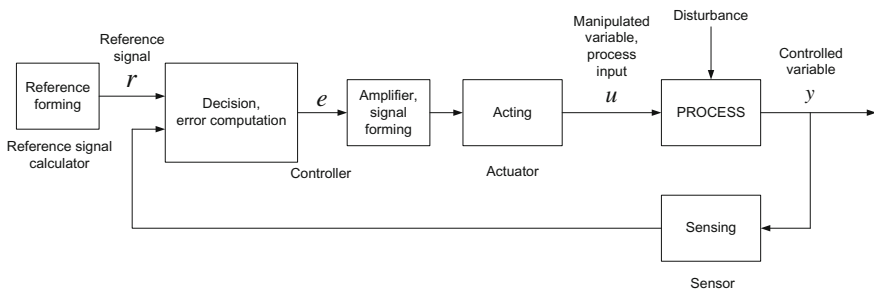 Disturbance
Manipulated
variable,
process
input
u
Controlled
variable
y
Reference
signal
r
Reference
forming
Decision,
error computation
e
Amplifier,
signal
forming
Acting
PROCESS
Reference signal
calculator
Controller
Actuator
Sensing
Sensor